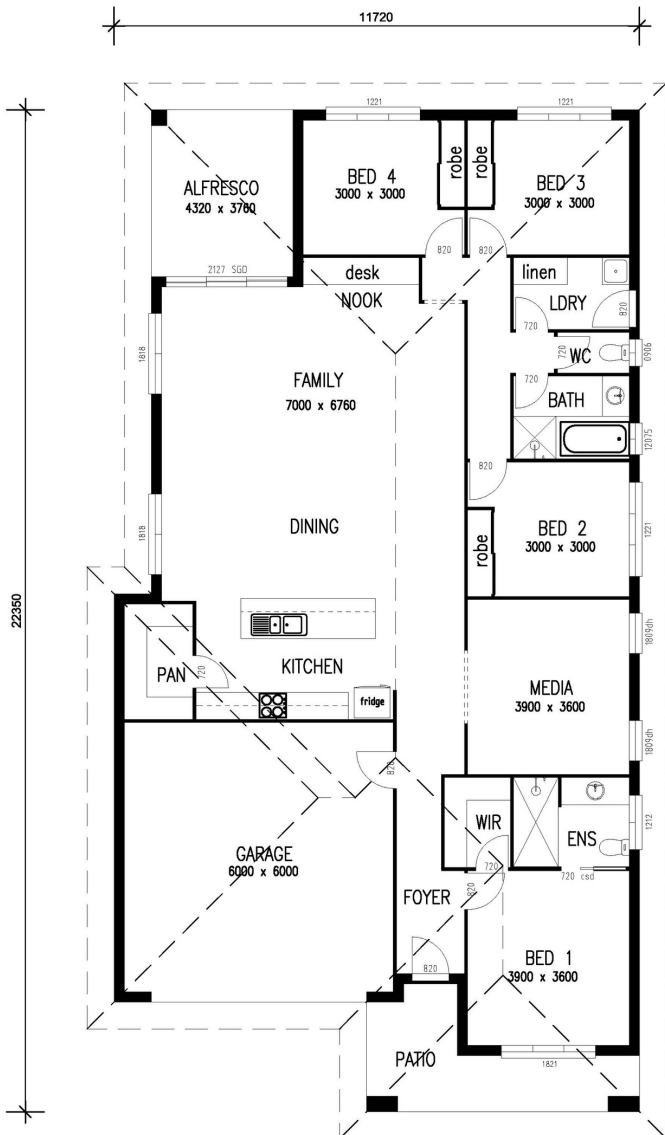 11720
22350
1221
1221
ALFRESCO
4320 x 3760
BED 4
3000 x 3000
robe
robe
BED 3
3000 x 3000
820
820
2127 SGD
desk
NOOK
linen
LDRY
820
720
1818
FAMILY
7000 x 6760
720
WC
0906
720
BATH
12075
820
1818
DINING
robe
BED 2
3000 x 3000
1221
PAN
720
KITCHEN
fridge
MEDIA
3900 x 3600
1809dh
1809dh
820
GARAGE
6000 x 6000
WIR
720
ENS
1212
720 csd
820
FOYER
820
BED 1
3900 x 3600
PATIO
1821